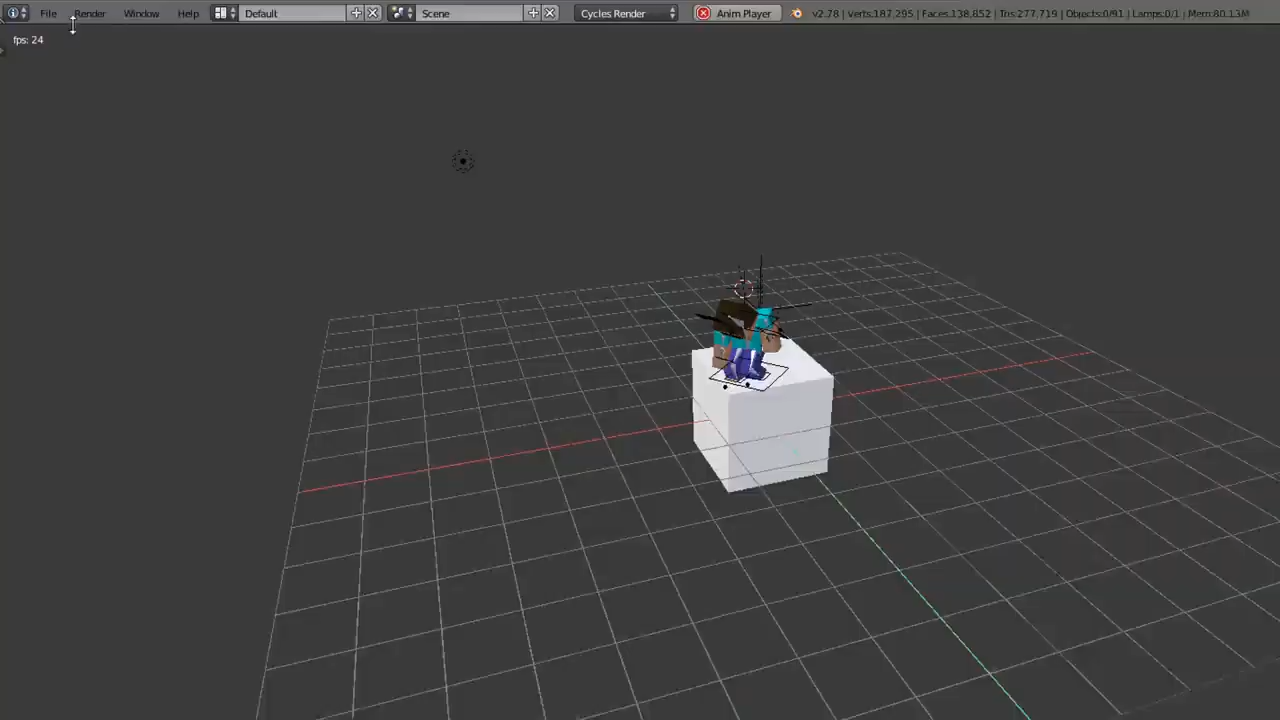 File Render Window Help Default Scene Cycles Render Anim Player v2.78 | Verts:187,295 | Faces:138,852 | Tris:277,719 | Objects:0/91 | Lamps:0/1 | Mem:80.13M
fps: 24